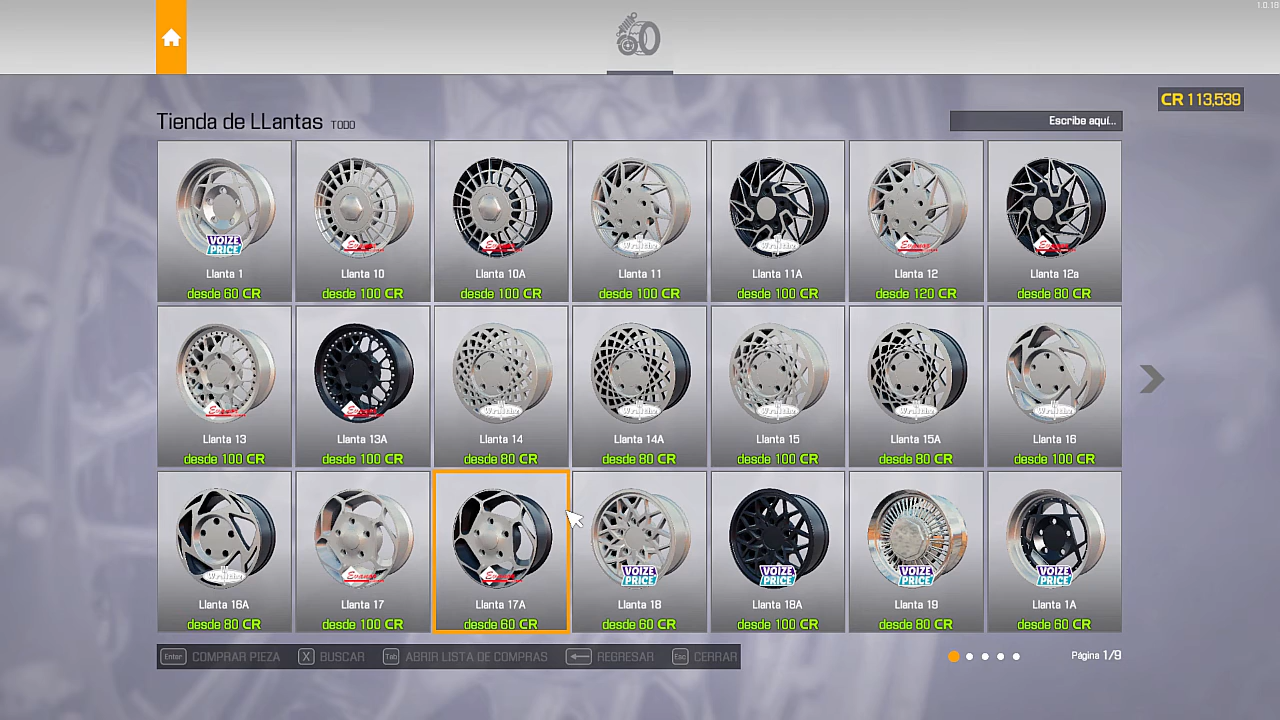 1.0.18
CR 113,539
Tienda de LLantas TODO
Escribe aquí...
VOIZE PRICE
Llanta 1
desde 60 CR
Llanta 10
desde 100 CR
Llanta 10A
desde 100 CR
Llanta 11
desde 100 CR
Llanta 11A
desde 100 CR
Llanta 12
desde 120 CR
Llanta 12a
desde 80 CR
Llanta 13
desde 100 CR
Llanta 13A
desde 100 CR
Llanta 14
desde 80 CR
Llanta 14A
desde 80 CR
Llanta 15
desde 100 CR
Llanta 15A
desde 80 CR
Llanta 16
desde 100 CR
Llanta 16A
desde 80 CR
Llanta 17
desde 100 CR
Llanta 17A
desde 60 CR
VOIZE PRICE
Llanta 18
desde 60 CR
VOIZE PRICE
Llanta 18A
desde 100 CR
VOIZE PRICE
Llanta 19
desde 80 CR
VOIZE PRICE
Llanta 1A
desde 60 CR
Enter COMPRAR PIEZA X BUSCAR Tab ABRIR LISTA DE COMPRAS REGRESAR Esc CERRAR
Página 1/9